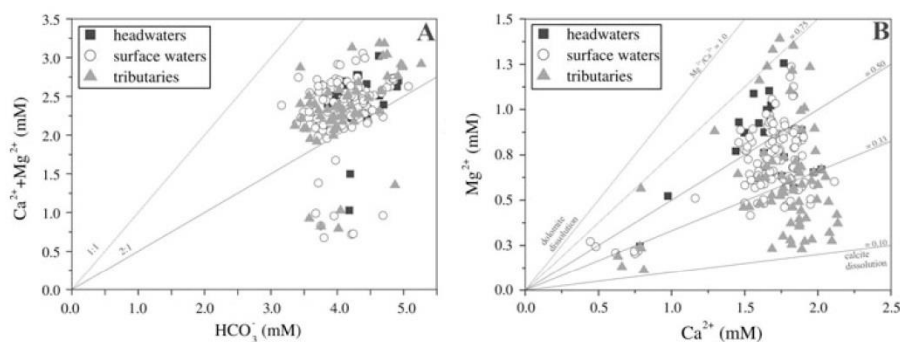 A
headwaters
surface waters
tributaries
3.5
3.0
2.5
2.0
1.5
1.0
0.5
0.0
Ca²⁺+Mg²⁺ (mM)
1:1
2:1
0.0 1.0 2.0 3.0 4.0 5.0
HCO₃⁻ (mM)
B
headwaters
surface waters
tributaries
1.5
1.3
1.0
0.8
0.5
0.3
0.0
Mg²⁺ (mM)
Mg²⁺/Ca²⁺ = 1.0
= 0.75
= 0.50
= 0.33
= 0.10
dolomite
dissolution
calcite
dissolution
0.0 0.5 1.0 1.5 2.0 2.5
Ca²⁺ (mM)